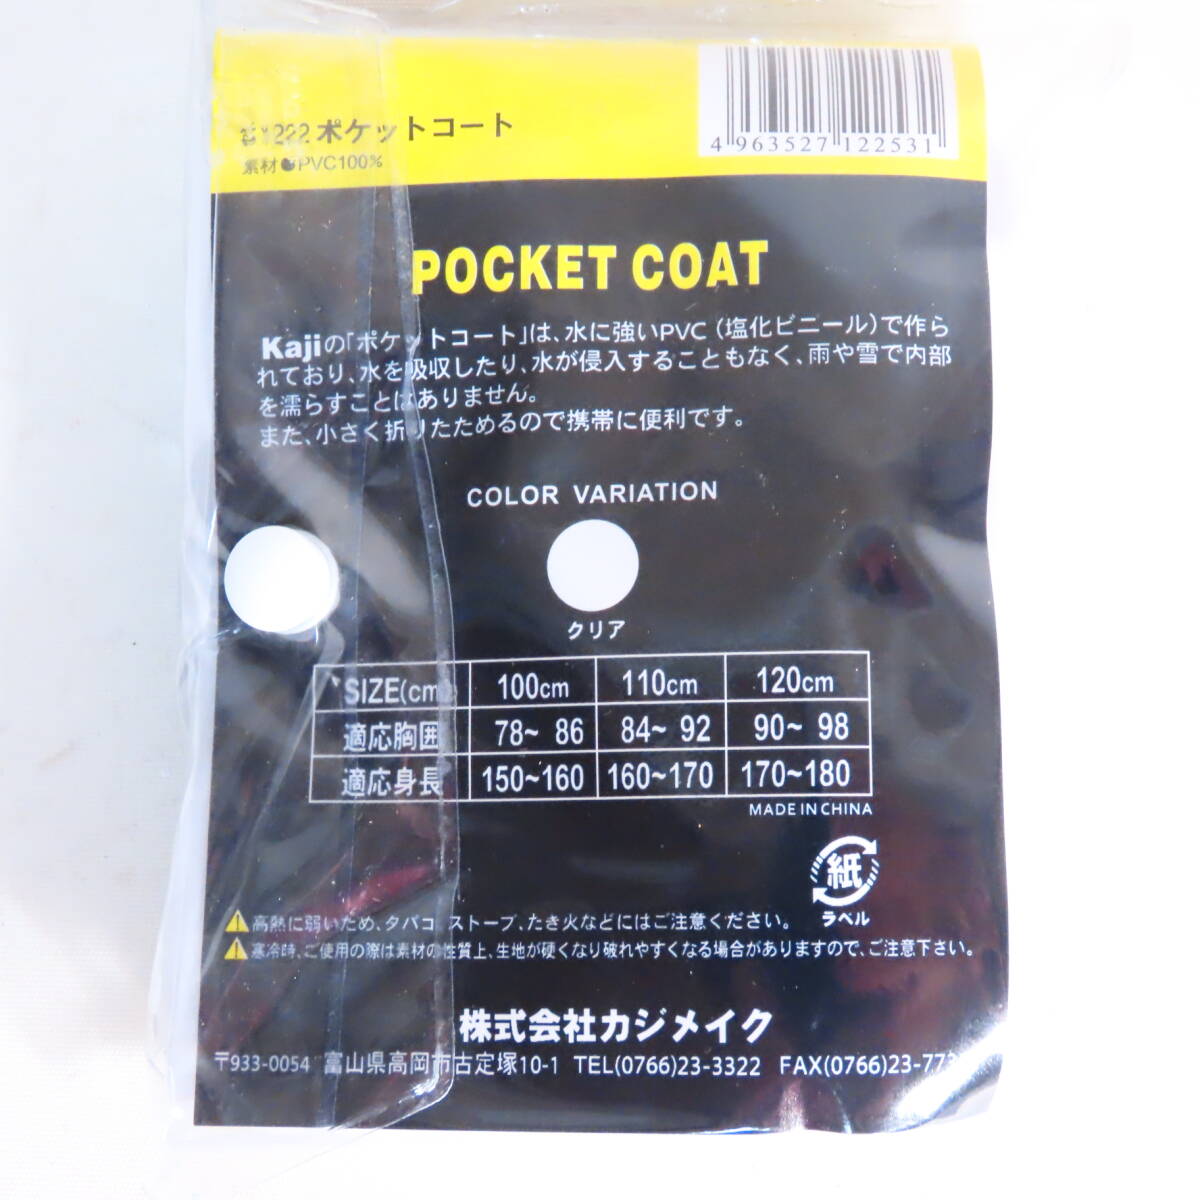 222 ポケットコート
素材●PVC100%
4 963527 122531
POCKET COAT
Kajiの「ポケットコート」は、水に強いPVC(塩化ビニール)で作ら
れており、水を吸収したり、水が侵入することもなく、雨や雪で内部
を濡らすことはありません。
また、小さく折りたためるので携帯に便利です。
COLOR VARIATION
クリア
SIZE(cm) 100cm 110cm 120cm
適応胸囲 78~ 86 84~ 92 90~ 98
適応身長 150~160 160~170 170~180
MADE IN CHINA
紙
ラベル
高熱に弱いため、タバコ、ストーブ、たき火などにはご注意ください。
寒冷時、ご使用の際は素材の性質上、生地が硬くなり破れやすくなる場合がありますので、ご注意下さい。
株式会社カジメイク
〒933-0054 富山県高岡市古定塚10-1 TEL(0766)23-3322 FAX(0766)23-77